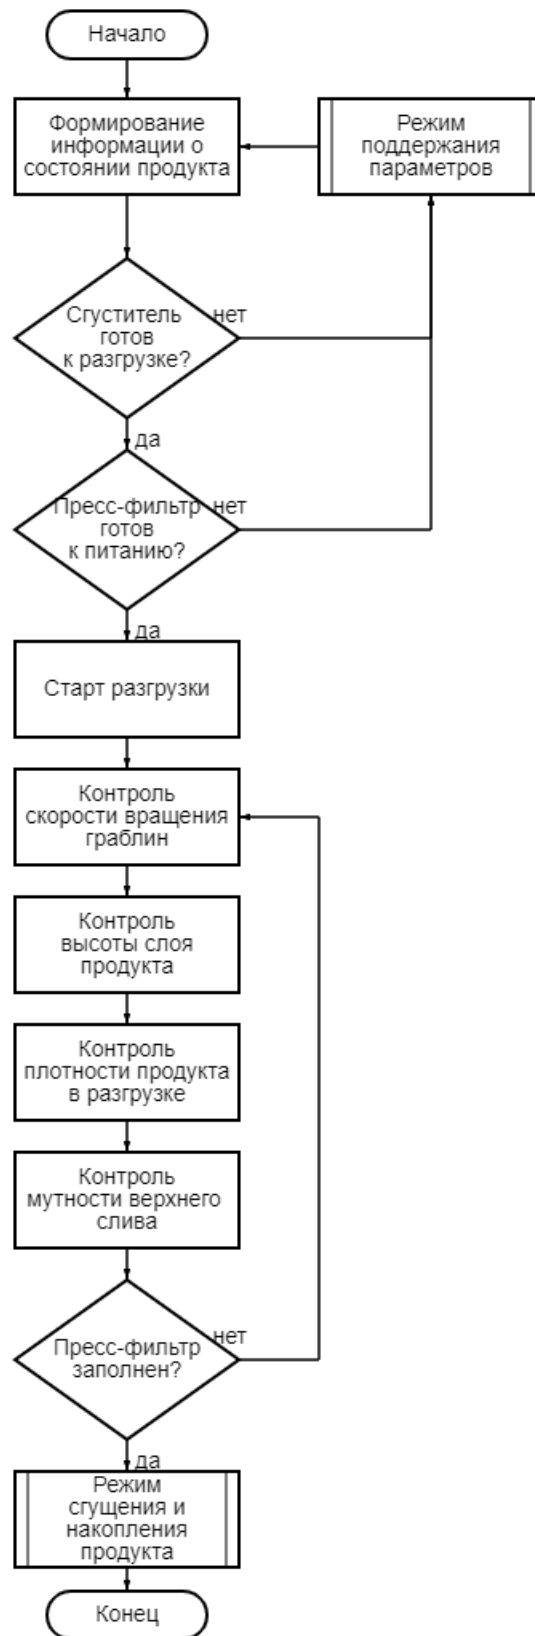 Начало
Формирование
информации о
состоянии продукта
Режим
поддержания
параметров
Сгуститель
готов
к разгрузке?
нет
да
Пресс-фильтр
готов
к питанию?
нет
да
Старт разгрузки
Контроль
скорости вращения
граблин
Контроль
высоты слоя
продукта
Контроль
плотности продукта
в разгрузке
Контроль
мутности верхнего
слива
Пресс-фильтр
заполнен?
нет
да
Режим
сгущения и
накопления
продукта
Конец